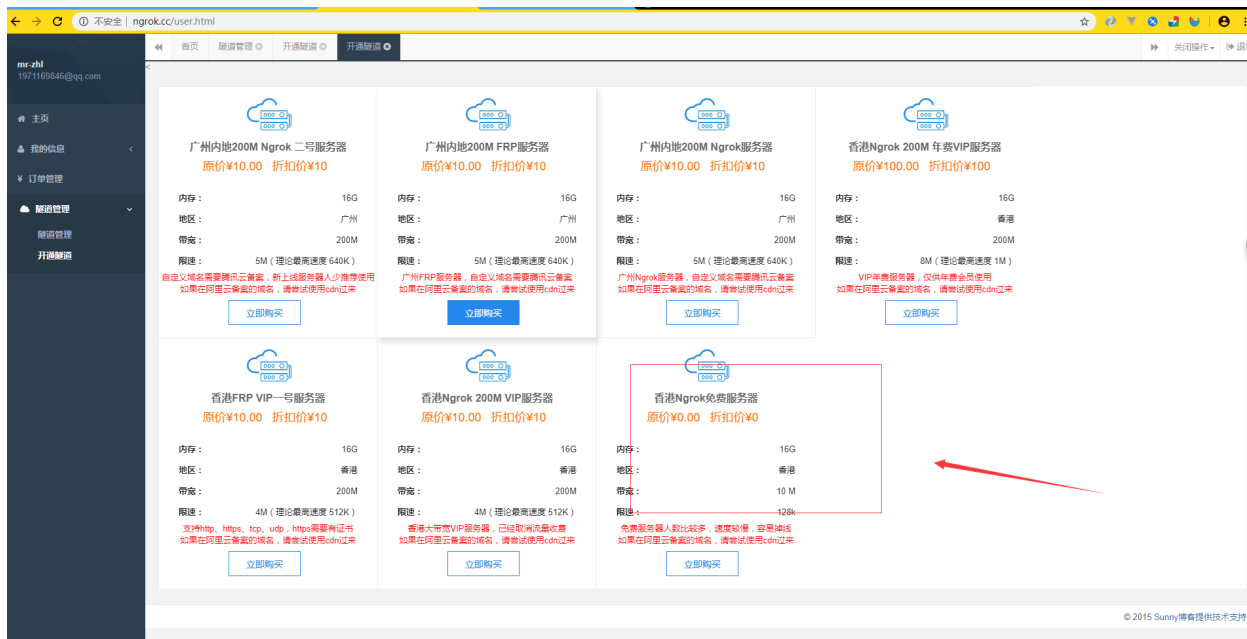 不安全 | ngrok.cc/user.html
首页 隧道管理 开通隧道 开通隧道 关闭操作
mr-zhl
1971169846@qq.com
主页
我的信息
¥ 订单管理
隧道管理
隧道管理
开通隧道
广州内地200M Ngrok 二号服务器
原价¥10.00 折扣价¥10
内存： 16G
地区： 广州
带宽： 200M
限速： 5M（理论最高速度 640K）
自定义域名需要腾讯云备案，新上线服务器人少推荐使用
如果在阿里云备案的域名，请尝试使用cdn过来
立即购买
广州内地200M FRP服务器
原价¥10.00 折扣价¥10
内存： 16G
地区： 广州
带宽： 200M
限速： 5M（理论最高速度 640K）
广州FRP服务器，自定义域名需要腾讯云备案
如果在阿里云备案的域名，请尝试使用cdn过来
立即购买
广州内地200M Ngrok服务器
原价¥10.00 折扣价¥10
内存： 16G
地区： 广州
带宽： 200M
限速： 5M（理论最高速度 640K）
广州Ngrok服务器，自定义域名需要腾讯云备案
如果在阿里云备案的域名，请尝试使用cdn过来
立即购买
香港Ngrok 200M 年费VIP服务器
原价¥100.00 折扣价¥100
内存： 16G
地区： 香港
带宽： 200M
限速： 8M（理论最高速度 1M）
VIP年费服务器，仅供年费会员使用
如果在阿里云备案的域名，请尝试使用cdn过来
立即购买
香港FRP VIP一号服务器
原价¥10.00 折扣价¥10
内存： 16G
地区： 香港
带宽： 200M
限速： 4M（理论最高速度 512K）
支持http、https、tcp、udp，https需要有证书
如果在阿里云备案的域名，请尝试使用cdn过来
立即购买
香港Ngrok 200M VIP服务器
原价¥10.00 折扣价¥10
内存： 16G
地区： 香港
带宽： 200M
限速： 4M（理论最高速度 512K）
香港大带宽VIP服务器，已经取消流量收费
如果在阿里云备案的域名，请尝试使用cdn过来
立即购买
香港Ngrok免费服务器
原价¥0.00 折扣价¥0
内存： 16G
地区： 香港
带宽： 10 M
限速： 128k
免费服务器人数比较多，速度较慢，容易掉线
如果在阿里云备案的域名，请尝试使用cdn过来
立即购买
© 2015 Sunny博客提供技术支持